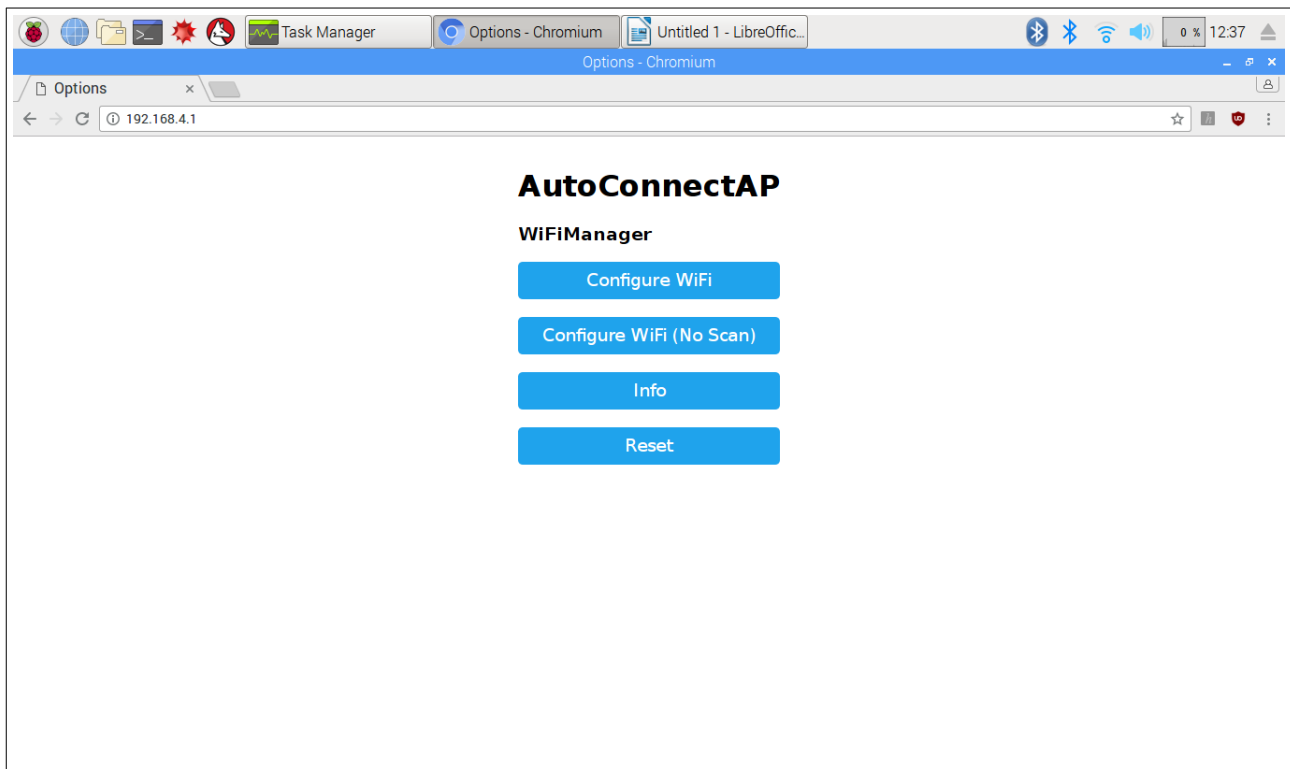 Task Manager
Options - Chromium
Untitled 1 - LibreOffic...
0 %
12:37
Options - Chromium
Options
192.168.4.1
AutoConnectAP
WiFiManager
Configure WiFi
Configure WiFi (No Scan)
Info
Reset